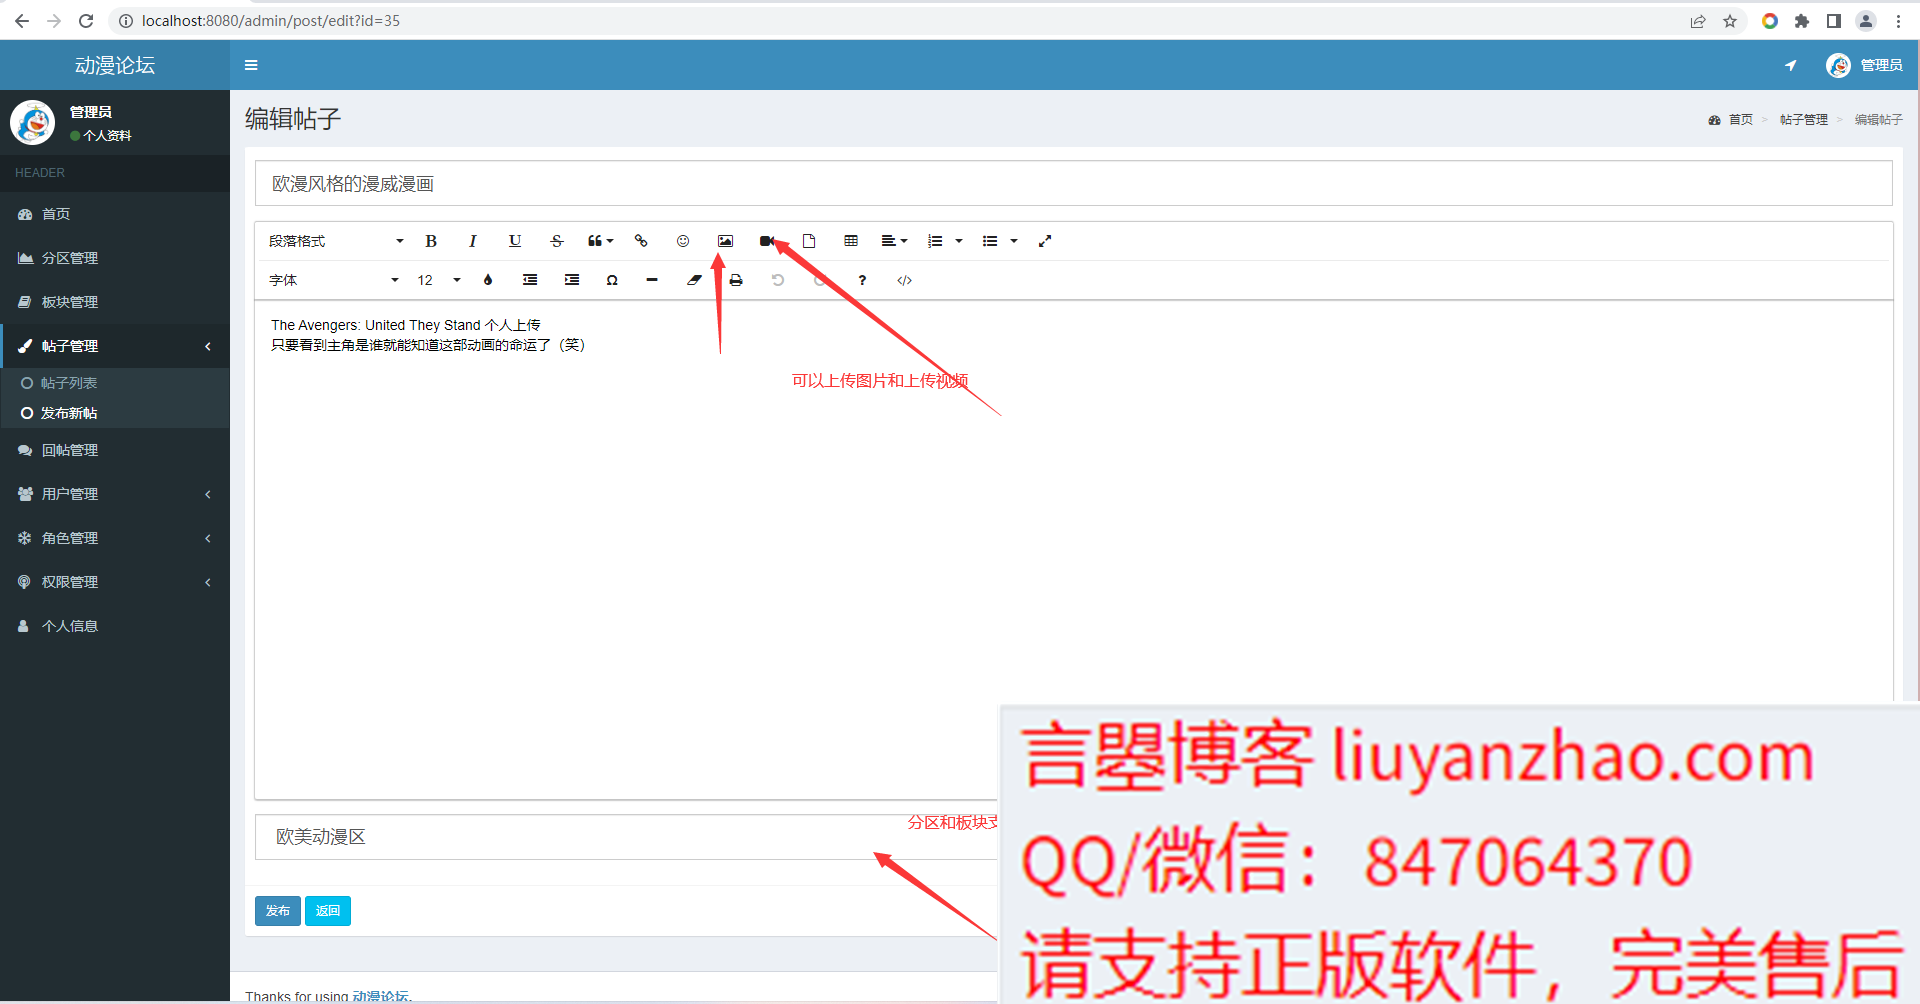 localhost:8080/admin/post/edit?id=35
动漫论坛
管理员
管理员
个人资料
编辑帖子
首页 > 帖子管理 > 编辑帖子
HEADER
首页
分区管理
板块管理
帖子管理
帖子列表
发布新帖
回帖管理
用户管理
角色管理
权限管理
个人信息
欧漫风格的漫威漫画
段落格式 B I U S
字体 12 Ω ? </>
The Avengers: United They Stand 个人上传
只要看到主角是谁就能知道这部动画的命运了（笑）
可以上传图片和上传视频
分区和板块支
欧美动漫区
发布 返回
Thanks for using 动漫论坛.
言曌博客 liuyanzhao.com
QQ/微信：847064370
请支持正版软件，完美售后